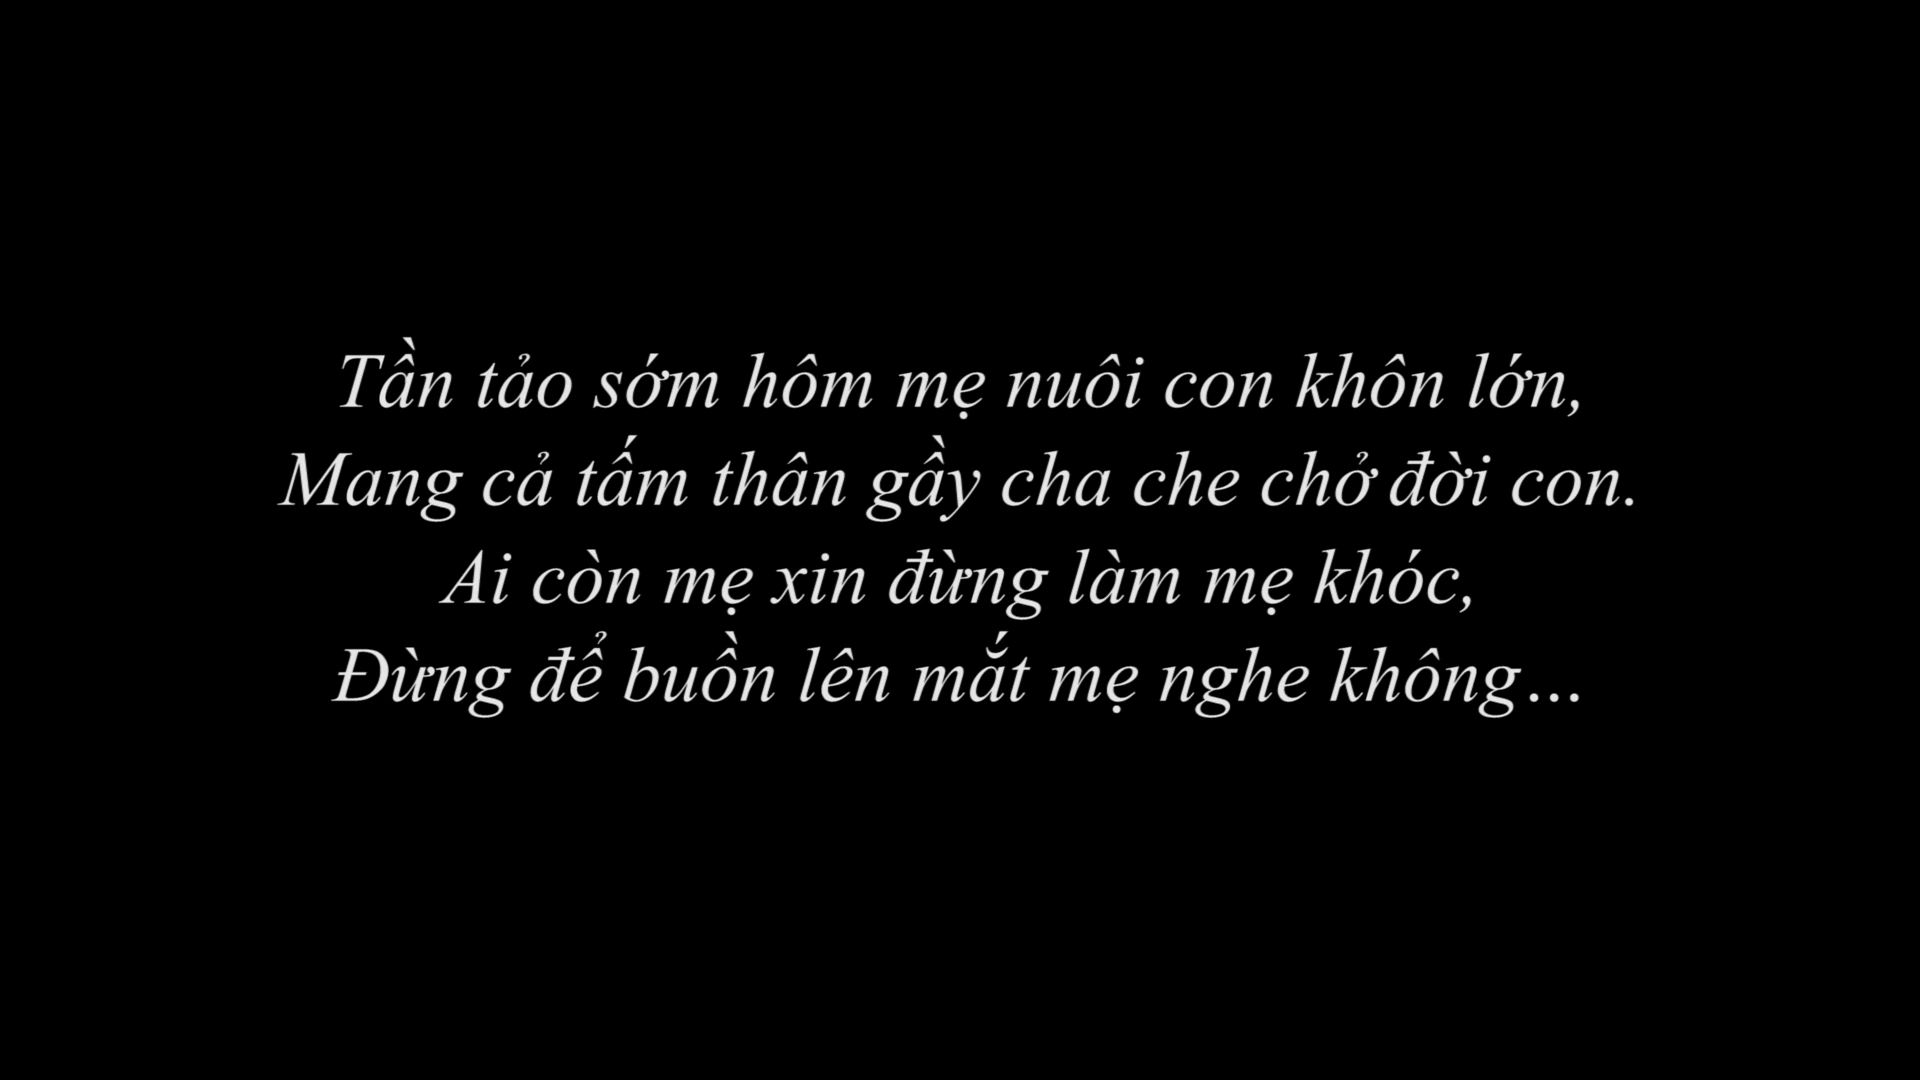 Tần tảo sớm hôm mẹ nuôi con khôn lớn,
Mang cả tấm thân gầy cha che chở đời con.
Ai còn mẹ xin đừng làm mẹ khóc,
Đừng để buồn lên mắt mẹ nghe không...